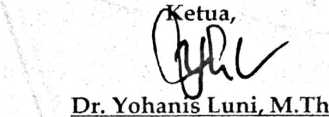 Ketua,
Dr. Yohanis Luni, M.Th